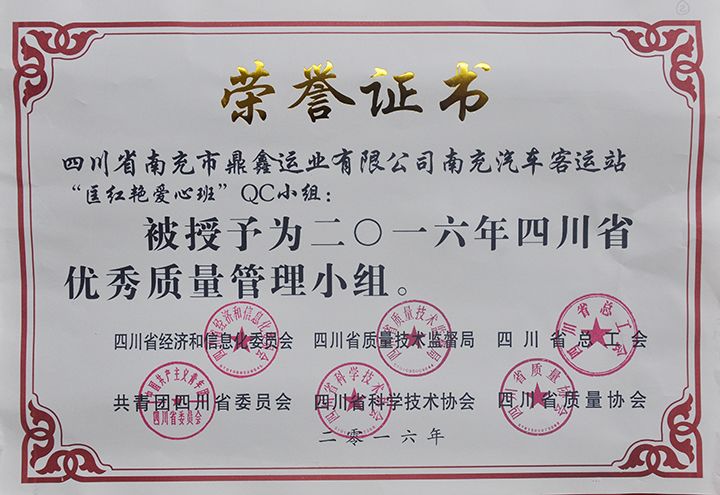 荣誉证书
四川省南充市鼎鑫运业有限公司南充汽车客运站
“匡红艳爱心班”QC小组：
被授予为二〇一六年四川省
优秀质量管理小组。
四川省经济和信息化委员会 四川省质量技术监督局 四川省总工会
共青团四川省委员会 四川省科学技术协会 四川省质量协会
二零一六年